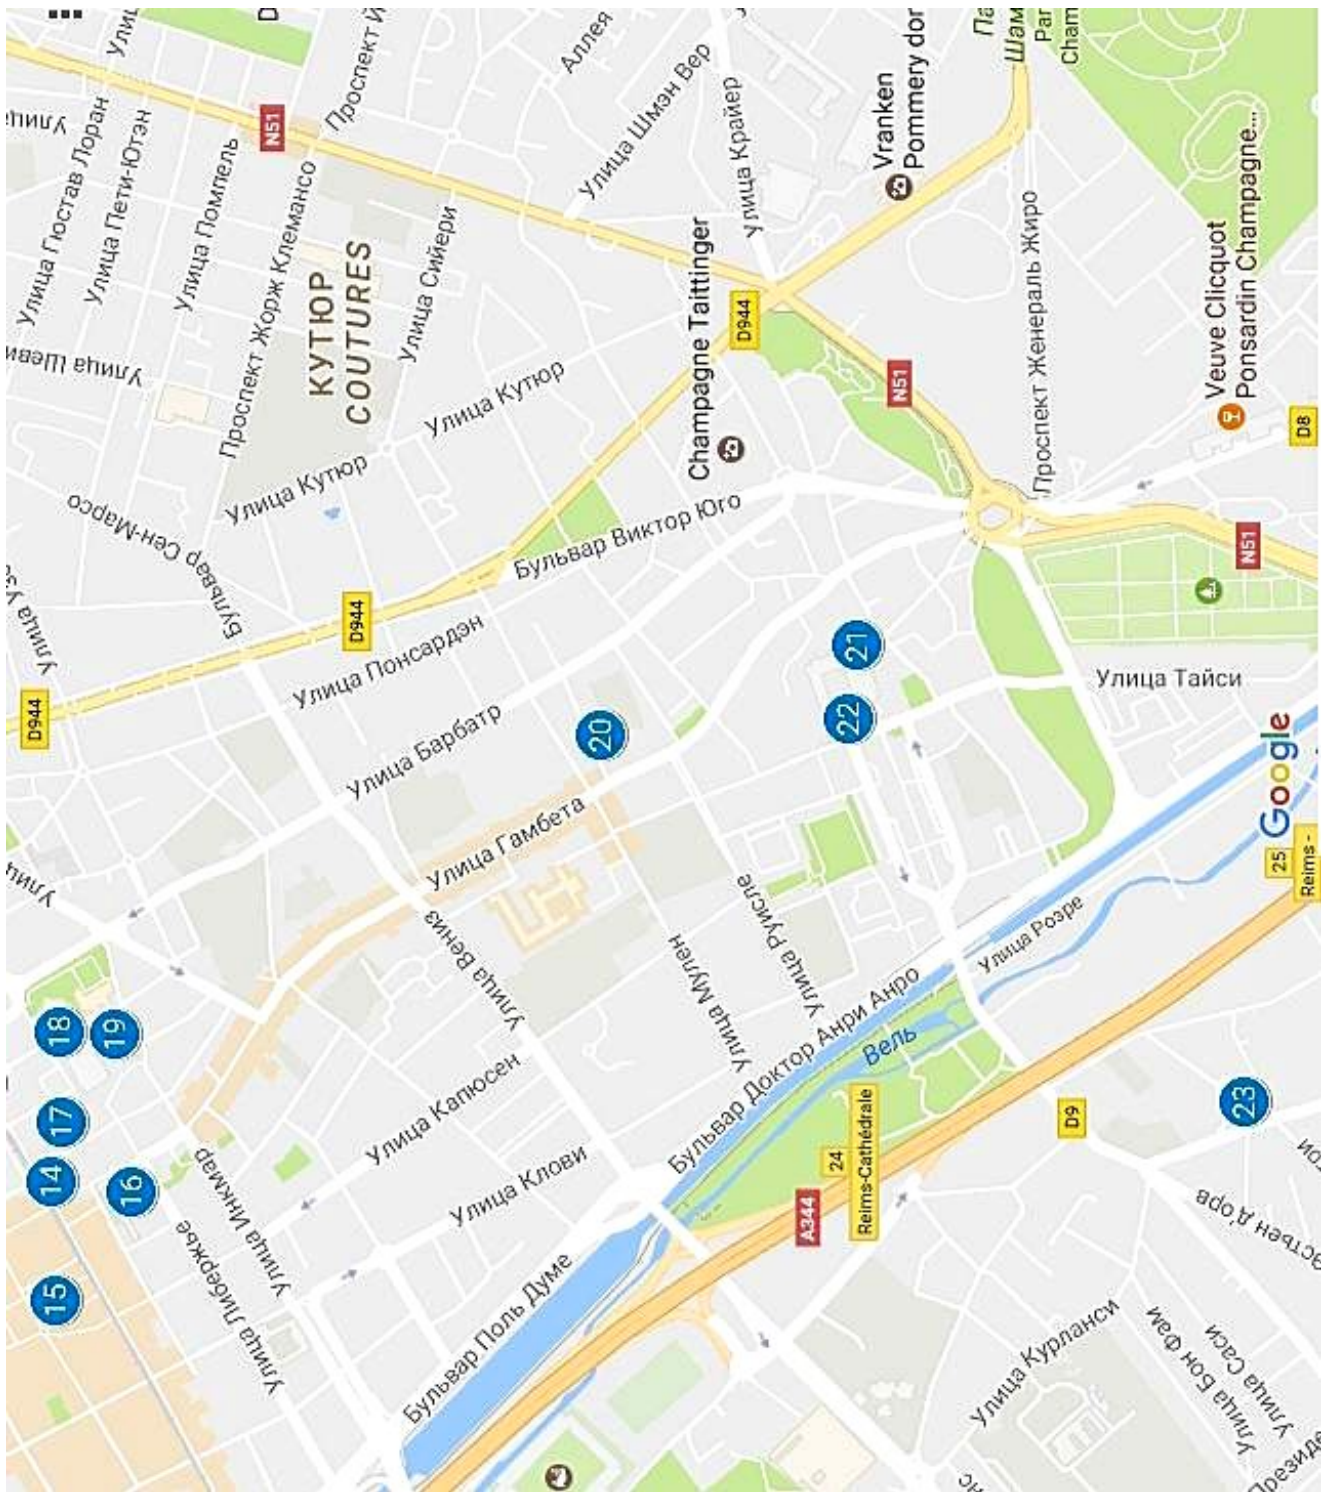 Улица
Улица Гюстав Лоран
Улица Пети-Ютэн
Улица Помпель
N51
Проспект Жорж Клемансо
Аллея
Улица Шмэн Вер
Улица Крайер
Vranken
Pommery
Champagne Taittinger
Улица Сийери
КУТЮР
COUTURES
D944
Улица Кутюр
Улица Кутюр
N51
Проспект Женераль Жиро
Veuve Clicquot
Ponsardin Champagne...
D8
Бульвар Сен-Марсо
Бульвар Виктор Юго
N51
D944
D944
Улица Понсардэн
Улица Барбатр
20
21
22
Улица Тайси
Улица Гамбета
Улица Вениз
Улица Руисле
Улица Мулен
Улица Роэре
Google
25
Reims -
18
19
17
14
16
15
Улица Капюсен
Улица Клови
Улица Инкмар
Улица Либержье
Бульвар Доктор Анри Анро
Вель
24
Reims-Cathédrale
A344
D9
23
Бульвар Поль Думе
Улица Курланси
Улица Бон Фам
Улица Саси